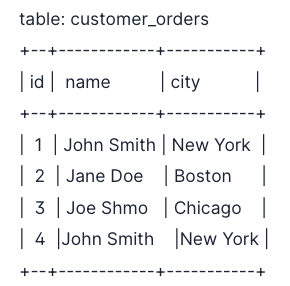 table: customer_orders
+--+------------+-----------+
| id |  name          | city          |
+--+------------+-----------+
|  1  | John Smith | New York  |
|  2  | Jane Doe    | Boston      |
|  3  | Joe Shmo   | Chicago    |
|  4  |John Smith    |New York |
+--+------------+-----------+